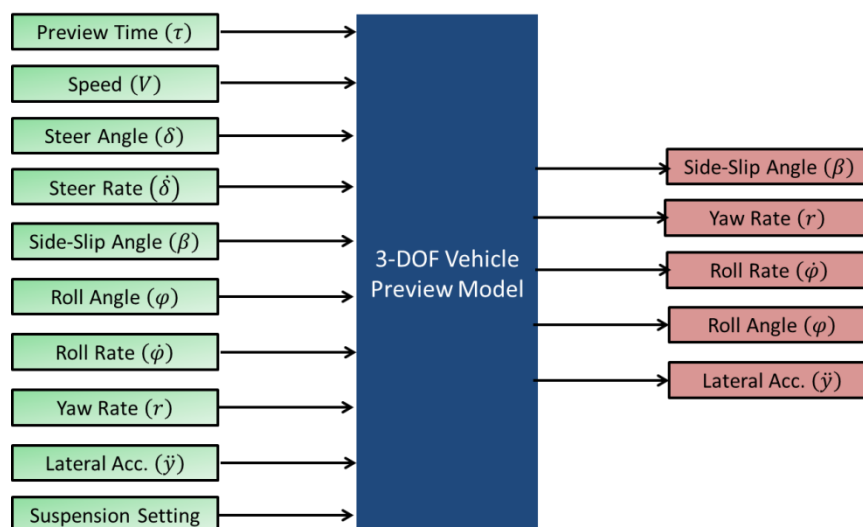 Preview Time (τ)
Speed (V)
Steer Angle (δ)
Steer Rate (δ̇)
Side-Slip Angle (β)
Roll Angle (φ)
Roll Rate (φ̇)
Yaw Rate (r)
Lateral Acc. (ÿ)
Suspension Setting
3-DOF Vehicle
Preview Model
Side-Slip Angle (β)
Yaw Rate (r)
Roll Rate (φ̇)
Roll Angle (φ)
Lateral Acc. (ÿ)